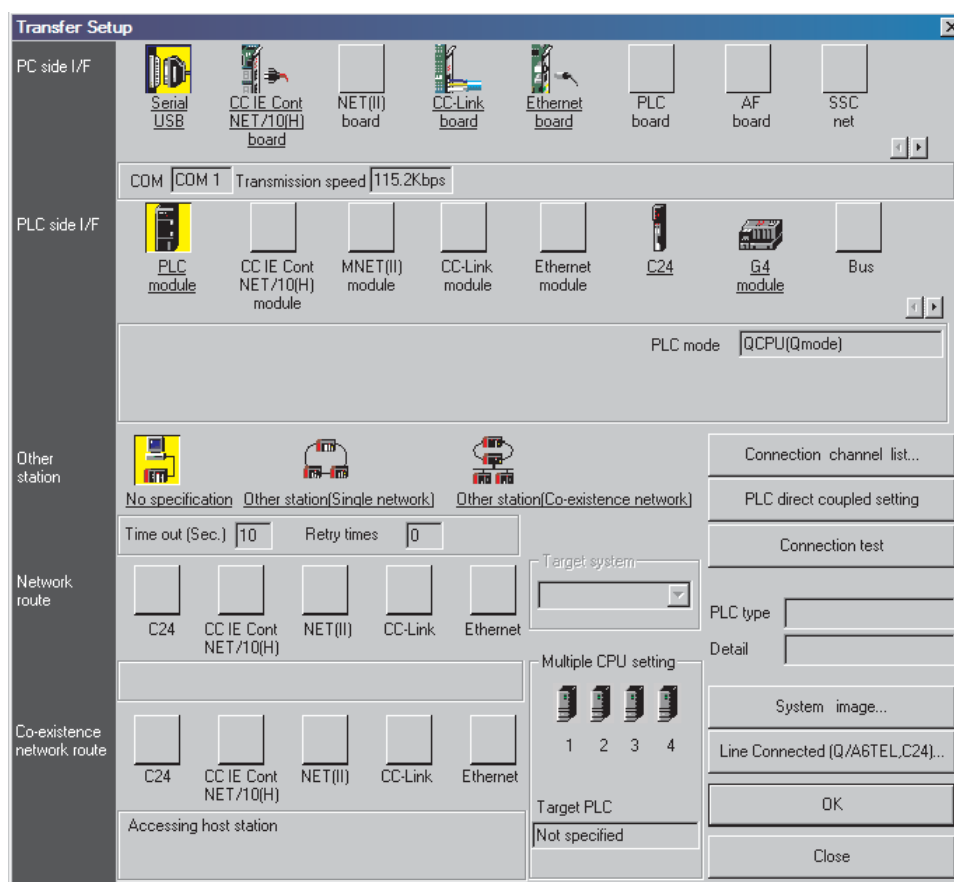 Transfer Setup
PC side I/F
Serial
USB
CC IE Cont
NET/10(H)
board
NET(II)
board
CC-Link
board
Ethernet
board
PLC
board
AF
board
SSC
net
COM COM 1 Transmission speed 115.2Kbps
PLC side I/F
PLC
module
CC IE Cont
NET/10(H)
module
MNET(II)
module
CC-Link
module
Ethernet
module
C24
G4
module
Bus
PLC mode QCPU(Qmode)
Other
station
No specification
Other station(Single network)
Other station(Co-existence network)
Connection channel list...
PLC direct coupled setting
Connection test
Time out (Sec.) 10 Retry times 0
Network
route
C24
CC IE Cont
NET/10(H)
NET(II)
CC-Link
Ethernet
Target system
PLC type
Detail
Multiple CPU setting
1 2 3 4
Target PLC
Not specified
System image...
Line Connected (Q/A6TEL,C24)...
OK
Close
Co-existence
network route
C24
CC IE Cont
NET/10(H)
NET(II)
CC-Link
Ethernet
Accessing host station